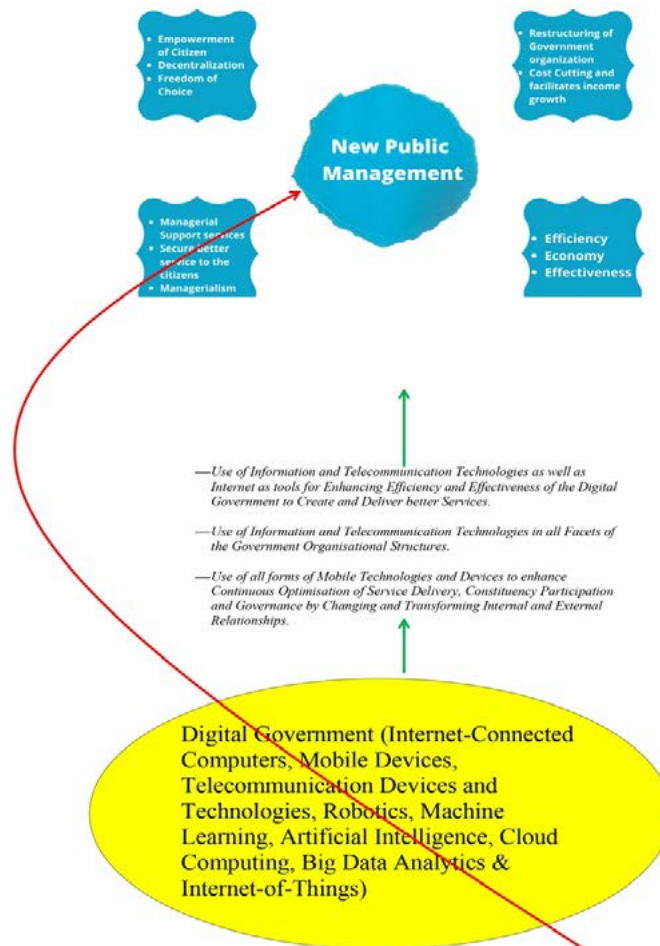 • Empowerment
of Citizen
• Decentralization
• Freedom of
Choice
• Restructuring of
Government
organization
• Cost Cutting and
facilitates income
growth
New Public
Management
• Managerial
Support services
• Secure better
service to the
citizens
• Managerialism
• Efficiency
• Economy
• Effectiveness
—Use of Information and Telecommunication Technologies as well as
Internet as tools for Enhancing Efficiency and Effectiveness of the Digital
Government to Create and Deliver better Services.
—Use of Information and Telecommunication Technologies in all Facets of
the Government Organisational Structures.
—Use of all forms of Mobile Technologies and Devices to enhance
Continuous Optimisation of Service Delivery, Constituency Participation
and Governance by Changing and Transforming Internal and External
Relationships.
Digital Government (Internet-Connected
Computers, Mobile Devices,
Telecommunication Devices and
Technologies, Robotics, Machine
Learning, Artificial Intelligence, Cloud
Computing, Big Data Analytics &
Internet-of-Things)